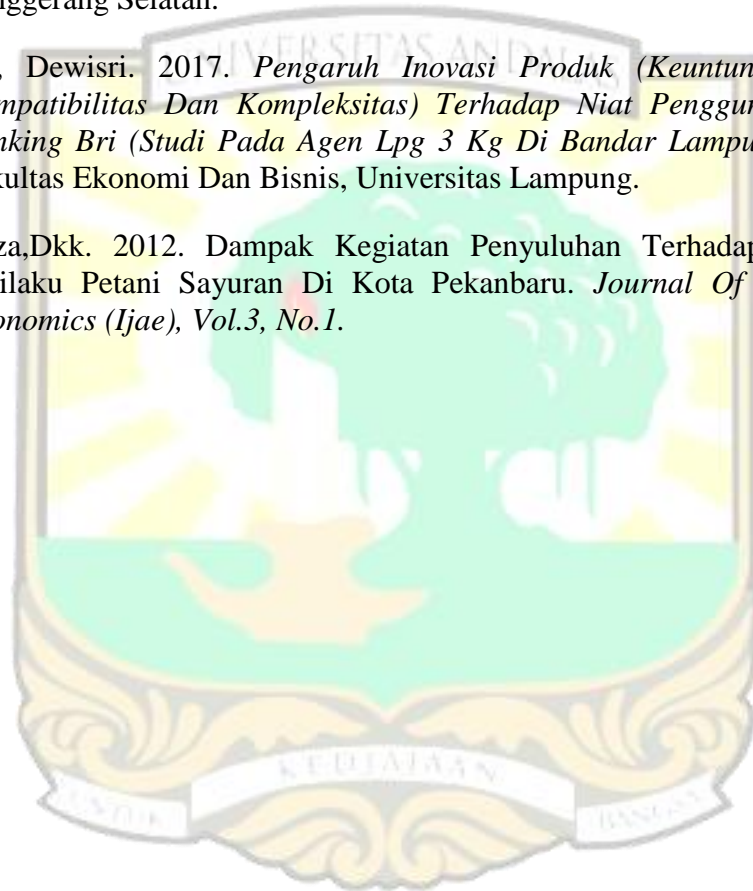 nggerang Selatan.
, Dewisri. 2017. Pengaruh Inovasi Produk (Keuntun
mpatibilitas Dan Kompleksitas) Terhadap Niat Penggun
nking Bri (Studi Pada Agen Lpg 3 Kg Di Bandar Lampu
kultas Ekonomi Dan Bisnis, Universitas Lampung.
za,Dkk. 2012. Dampak Kegiatan Penyuluhan Terhadap
ilaku Petani Sayuran Di Kota Pekanbaru. Journal Of
onomics (Ijae), Vol.3, No.1.
UNIVERSITAS ANDALAS
KEDJAJAAN
UNTUK BANGSA